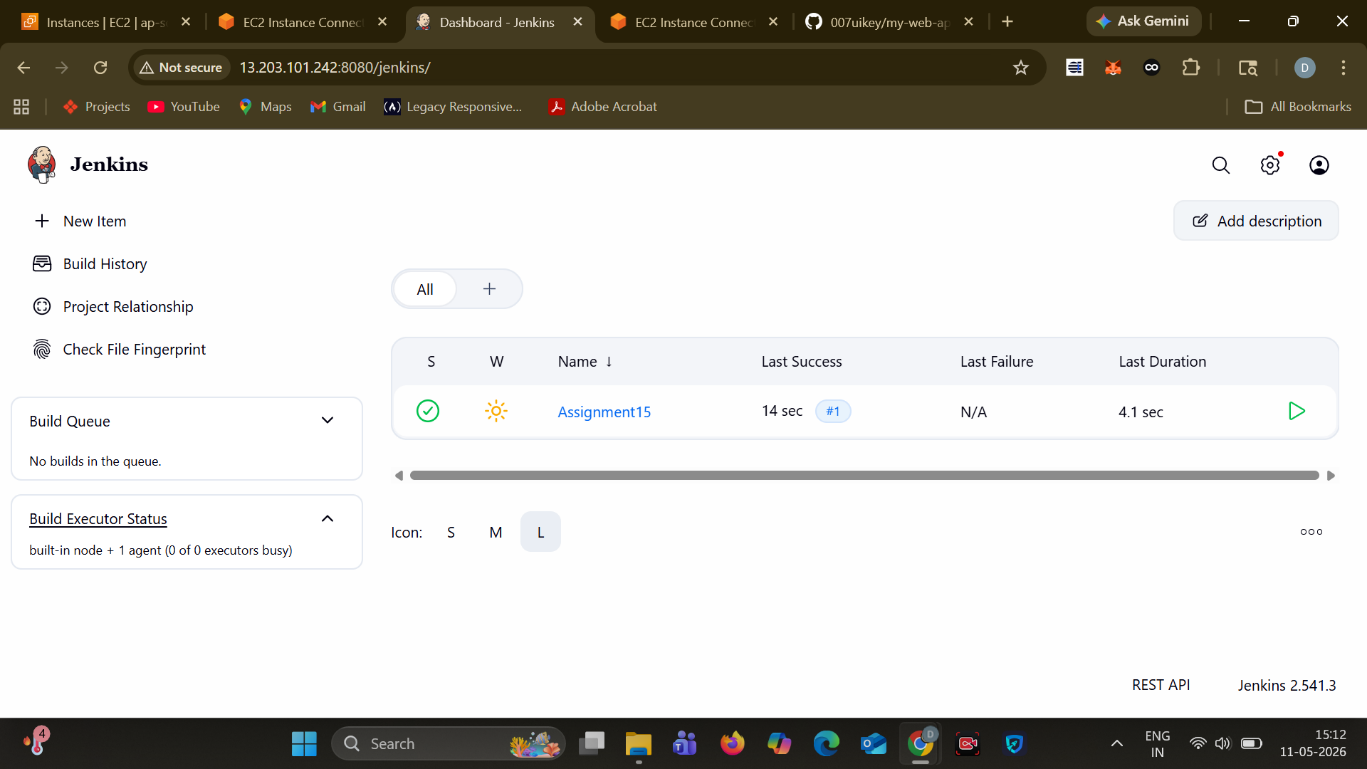 Instances | EC2 | ap-s
EC2 Instance Connect
Dashboard - Jenkins
EC2 Instance Connec
007uikey/my-web-ap
Ask Gemini
Not secure
13.203.101.242:8080/jenkins/
D
Projects
YouTube
Maps
Gmail
Legacy Responsive...
Adobe Acrobat
All Bookmarks
Jenkins
New Item
Build History
Project Relationship
Check File Fingerprint
Build Queue
No builds in the queue.
Build Executor Status
built-in node + 1 agent (0 of 0 executors busy)
Add description
All
S W Name ↓ Last Success Last Failure Last Duration
Assignment15 14 sec #1 N/A 4.1 sec
Icon: S M L
REST API Jenkins 2.541.3
4
Search
D
ENG
IN
15:12
11-05-2026